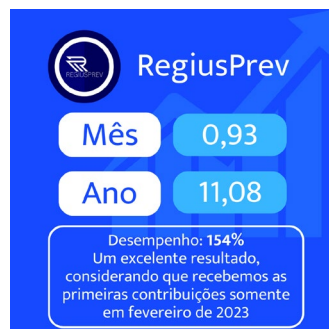 REGIUSPREV
RegiusPrev
Mês 0,93
Ano 11,08
Desempenho: 154%
Um excelente resultado,
considerando que recebemos as
primeiras contribuições somente
em fevereiro de 2023